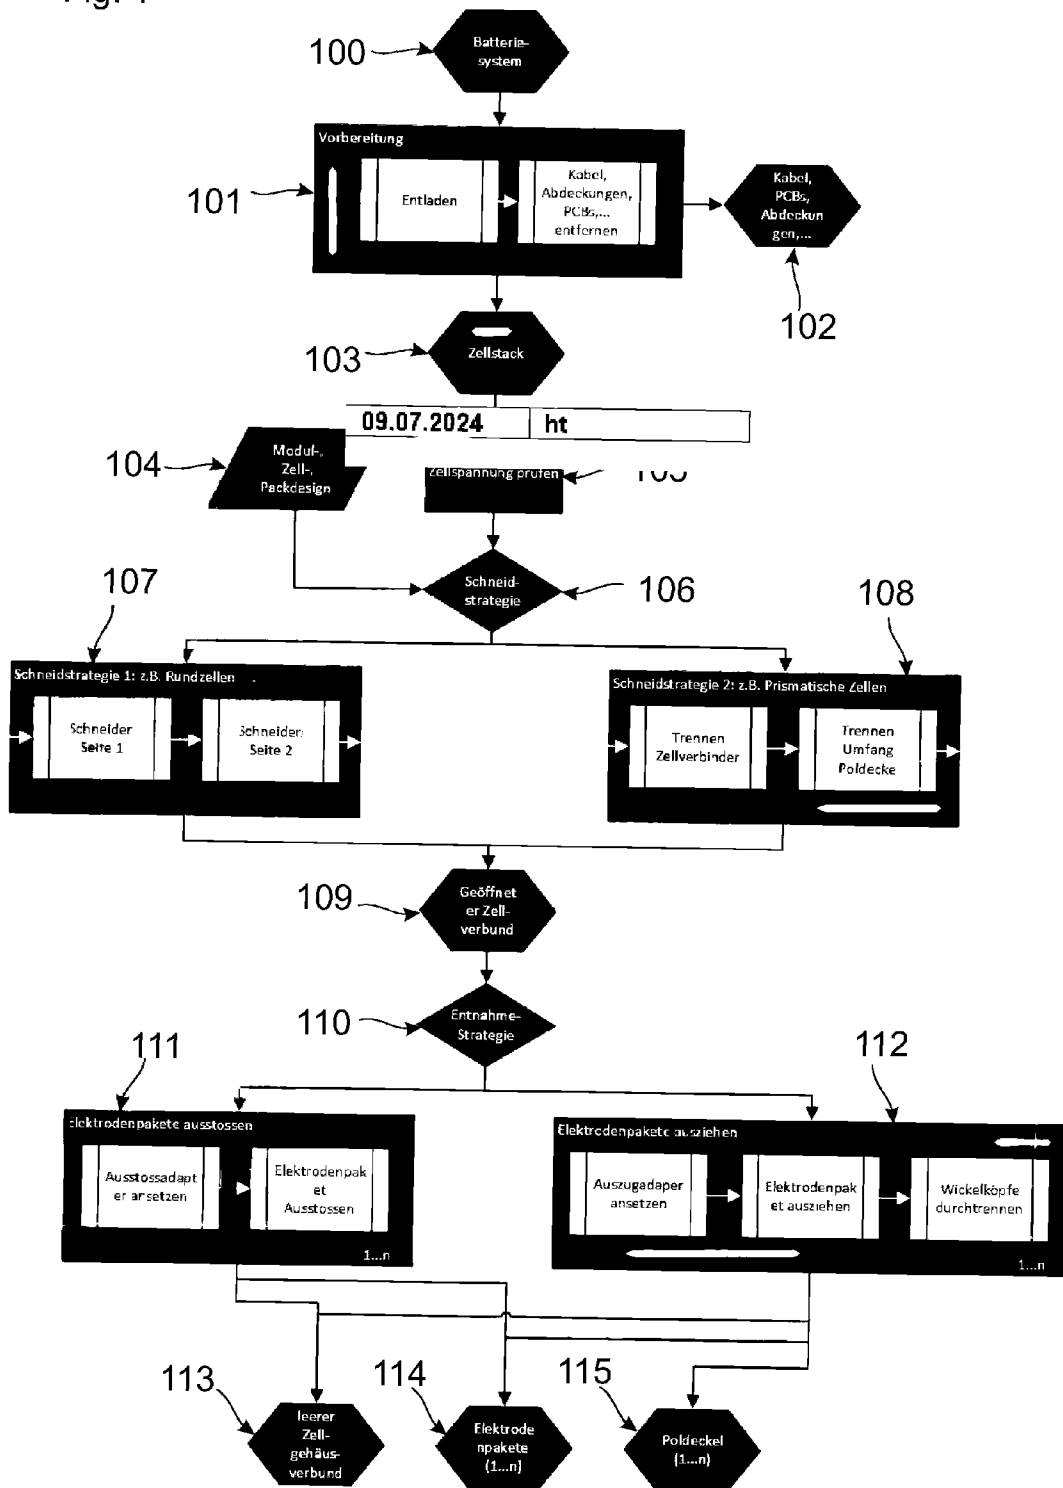 100
Batterie-
system
Vorbereitung
101
Entladen
Kabel,
Abdeckungen,
PCBs,...
entfernen
Kabel,
PCBs,
Abdeckun
gen,...
102
103
Zellstack
09.07.2024
ht
104
Modul-,
Zell-,
Packdesign
Zellspannung prüfen
107
Schneid-
strategie
106
108
Schneidstrategie 1: z.B. Rundzellen
Schneider
Seite 1
Schneider
Seite 2
Schneidstrategie 2: z.B. Prismatische Zellen
Trennen
Zellverbinder
Trennen
Umfang
Poldecke
109
Geöffnet
er Zell-
verbund
110
Entnahme-
Strategie
111
112
Elektrodenpakete ausstossen
Ausstossadapt
er ansetzen
Elektrodenpak
et
Ausstossen
1...n
Elektrodenpakete ausziehen
Auszugadaper
ansetzen
Elektrodenpak
et ausziehen
Wickelköpfe
durchtrennen
1...n
113
leerer
Zell-
gehäus-
verbund
114
Elektrode
npakete
(1...n)
115
Poldeckel
(1...n)